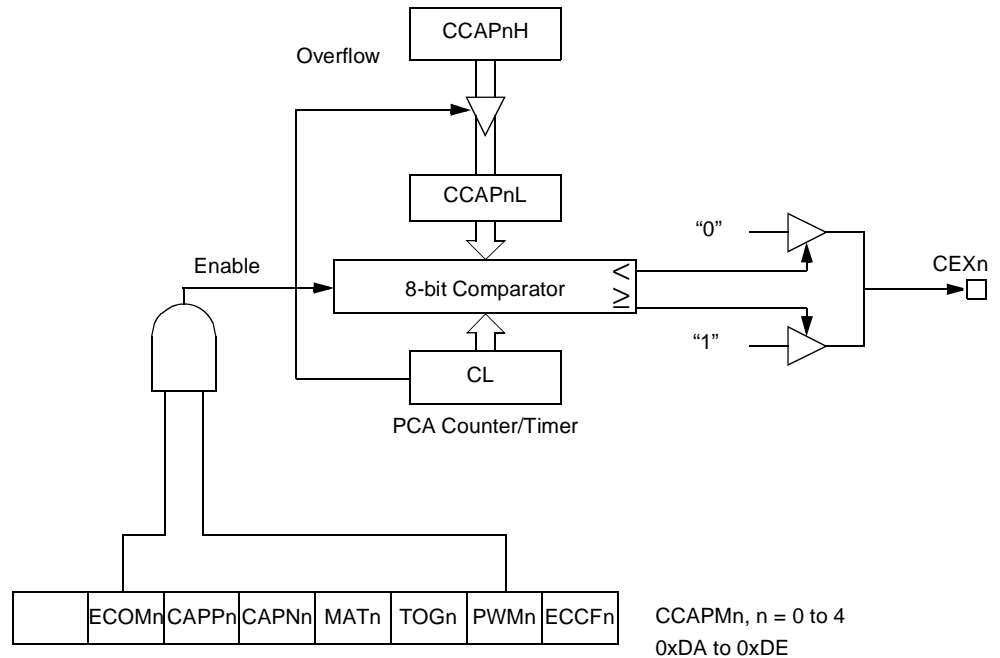 CCAPnH
Overflow
CCAPnL
“0”
Enable
<
CEXn
8-bit Comparator
≥
“1”
CL
PCA Counter/Timer
ECOMn CAPPn CAPNn MATn TOGn PWMn ECCFn
CCAPMn, n = 0 to 4
0xDA to 0xDE